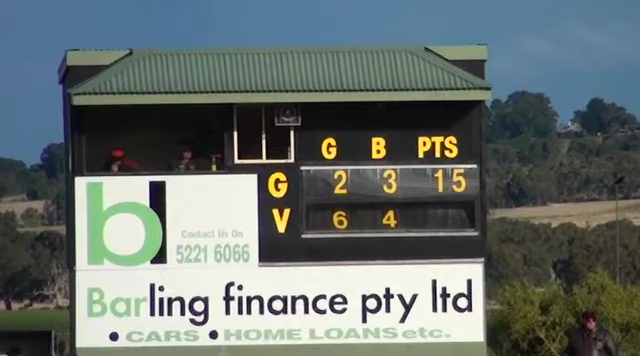 G B PTS
G 2 3 15
V 6 4
bl
Contact Us On
5221 6066
Barling finance pty ltd
•CARS •HOME LOANS etc.